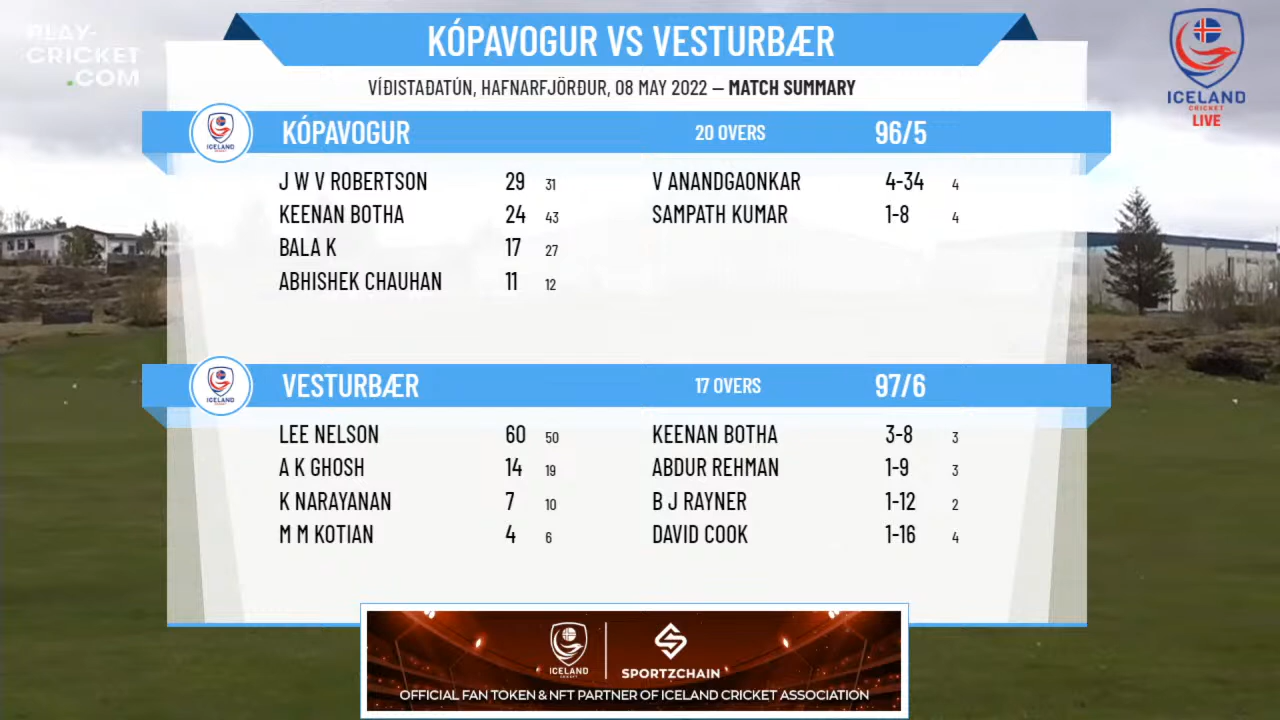 PLAY-
CRICKET
.COM
KÓPAVOGUR VS VESTURBÆR
ICELAND
CRICKET
LIVE
VÍÐISTAÐATÚN, HAFNARFJÖRÐUR, 08 MAY 2022 – MATCH SUMMARY
ICELAND
KÓPAVOGUR 20 OVERS 96/5
J W V ROBERTSON 29 31 V ANANDGAONKAR 4-34 4
KEENAN BOTHA 24 43 SAMPATH KUMAR 1-8 4
BALA K 17 27
ABHISHEK CHAUHAN 11 12
ICELAND
VESTURBÆR 17 OVERS 97/6
LEE NELSON 60 50 KEENAN BOTHA 3-8 3
A K GHOSH 14 19 ABDUR REHMAN 1-9 3
K NARAYANAN 7 10 B J RAYNER 1-12 2
M M KOTIAN 4 6 DAVID COOK 1-16 4
ICELAND
CRICKET
SPORTZCHAIN
OFFICIAL FAN TOKEN & NFT PARTNER OF ICELAND CRICKET ASSOCIATION